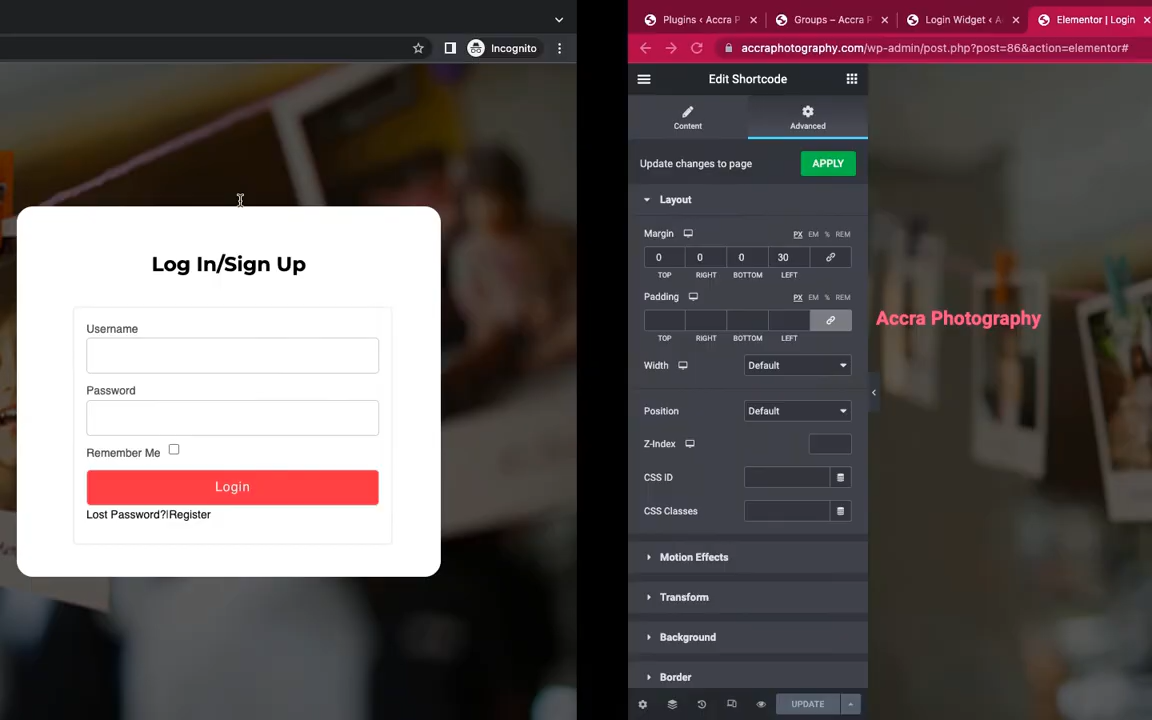 Incognito
Log In/Sign Up
Username
Password
Remember Me
Login
Lost Password?|Register
Plugins ‹ Accra P
Groups – Accra P
Login Widget ‹ A
Elementor | Login
accraphotography.com/wp-admin/post.php?post=86&action=elementor#
Edit Shortcode
Content
Advanced
Update changes to page
APPLY
Layout
Margin
PX EM % REM
0 0 0 30
TOP RIGHT BOTTOM LEFT
Padding
PX EM % REM
TOP RIGHT BOTTOM LEFT
Width
Default
Position
Default
Z-Index
CSS ID
CSS Classes
Motion Effects
Transform
Background
Border
UPDATE
Accra Photography